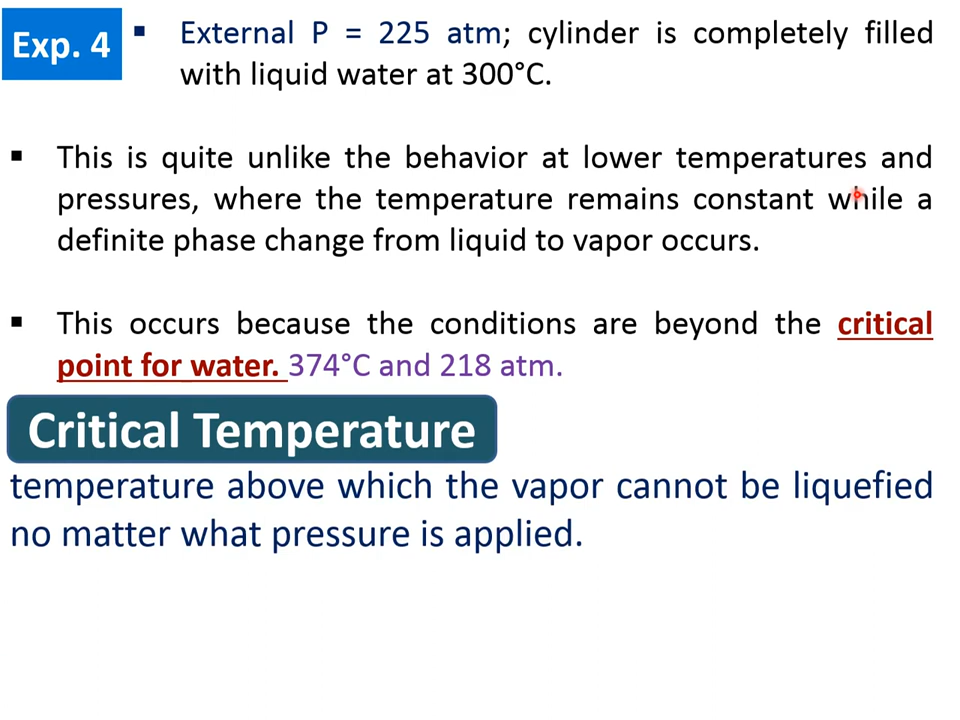 Exp. 4
▪ External P = 225 atm; cylinder is completely filled
with liquid water at 300°C.
▪ This is quite unlike the behavior at lower temperatures and
pressures, where the temperature remains constant while a
definite phase change from liquid to vapor occurs.
▪ This occurs because the conditions are beyond the critical
point for water. 374°C and 218 atm.
Critical Temperature
temperature above which the vapor cannot be liquefied
no matter what pressure is applied.